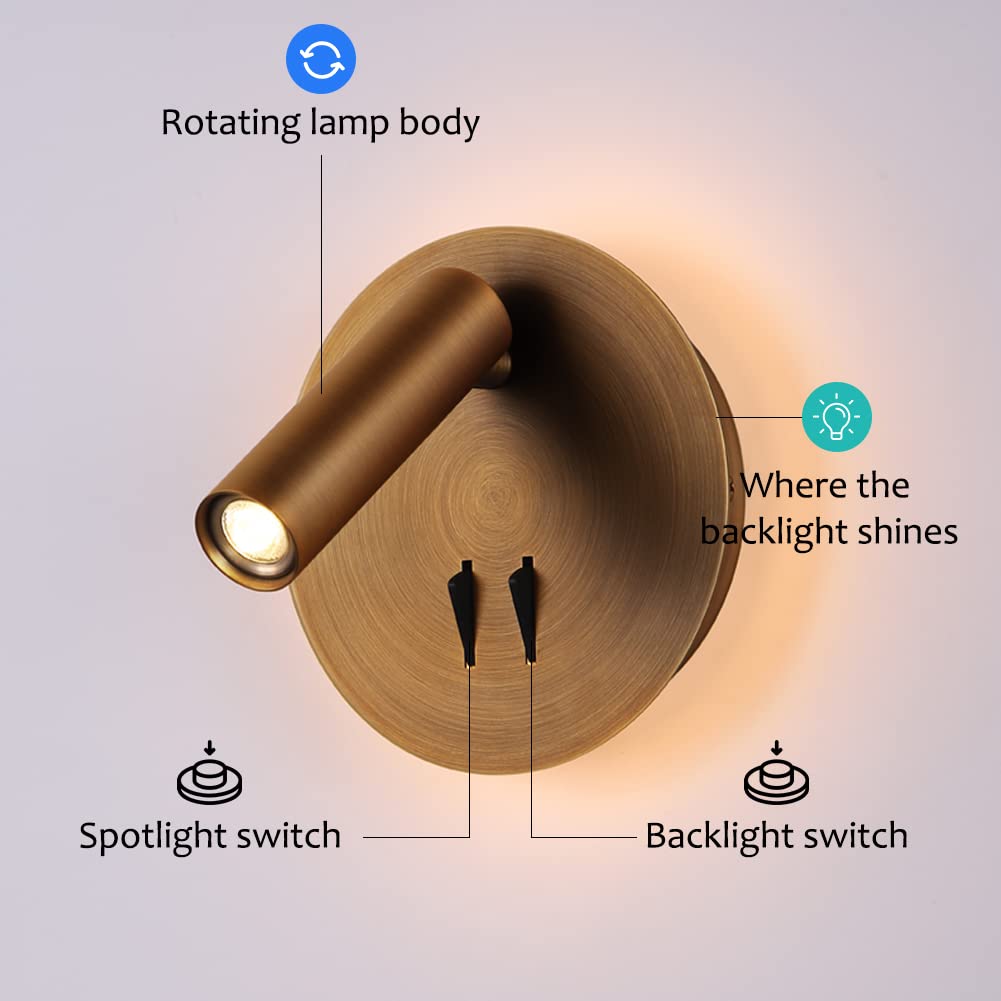 Rotating lamp body
Where the
backlight shines
Spotlight switch
Backlight switch